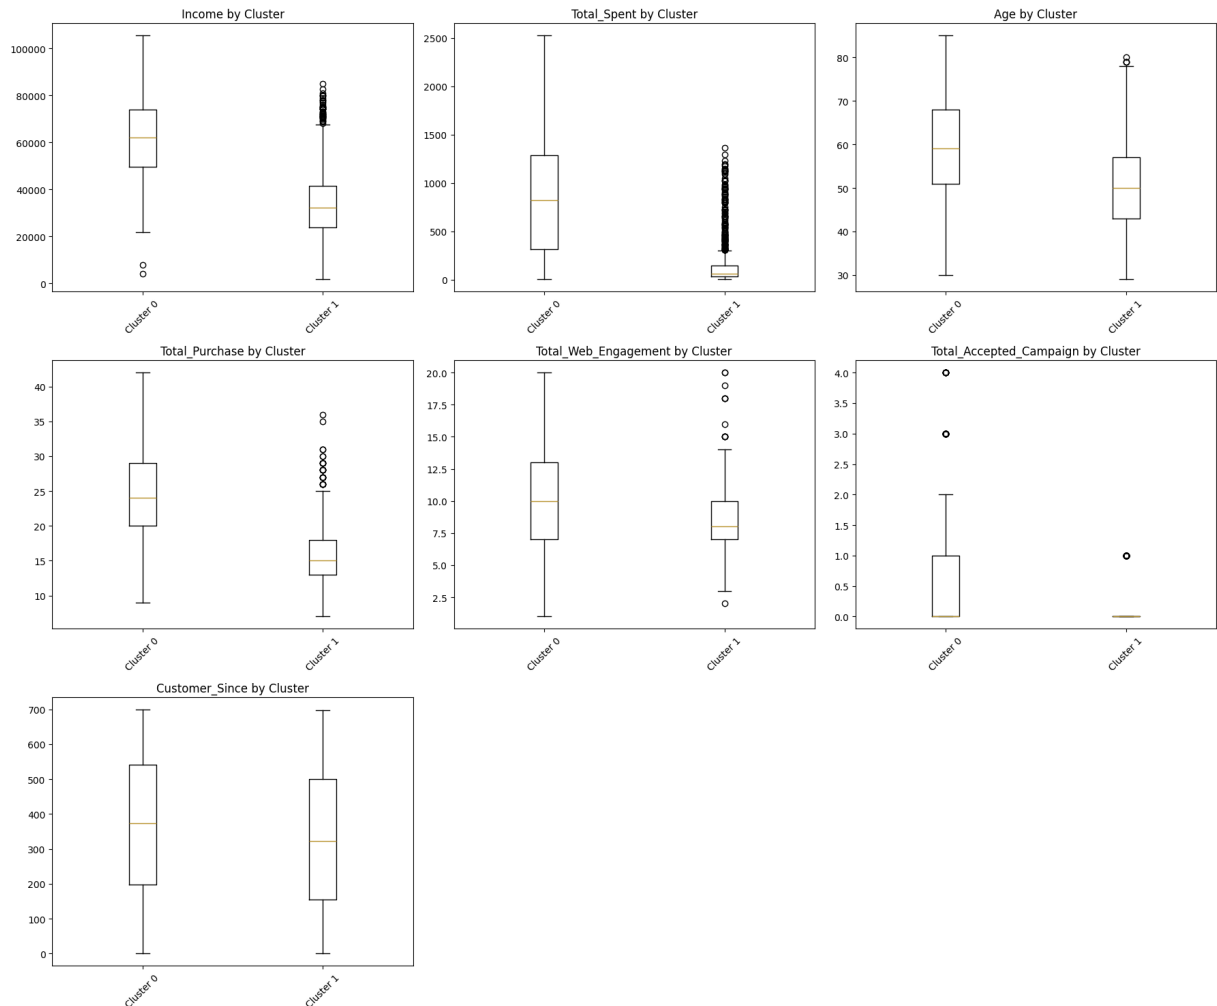 Income by Cluster
100000
80000
60000
40000
20000
0
Cluster 0
Cluster 1
Total_Spent by Cluster
2500
2000
1500
1000
500
0
Cluster 0
Cluster 1
Age by Cluster
80
70
60
50
40
30
Cluster 0
Cluster 1
Total_Purchase by Cluster
40
35
30
25
20
15
10
Cluster 0
Cluster 1
Total_Web_Engagement by Cluster
20.0
17.5
15.0
12.5
10.0
7.5
5.0
2.5
Cluster 0
Cluster 1
Total_Accepted_Campaign by Cluster
4.0
3.5
3.0
2.5
2.0
1.5
1.0
0.5
0.0
Cluster 0
Cluster 1
Customer_Since by Cluster
700
600
500
400
300
200
100
0
Cluster 0
Cluster 1